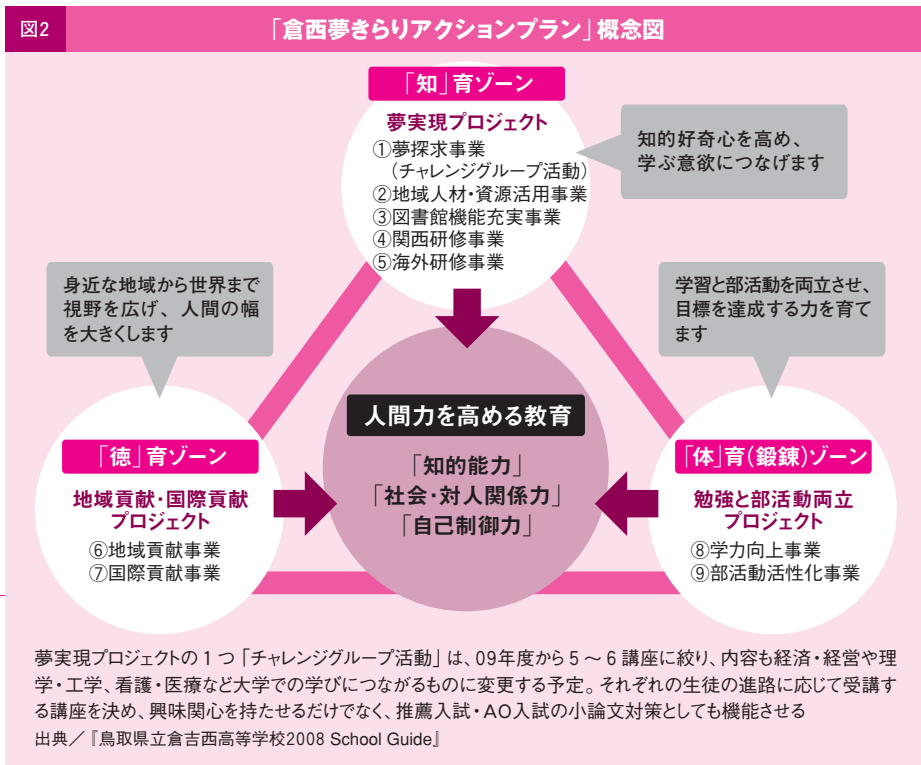 図2
「倉西夢きらりアクションプラン」概念図
「知」育ゾーン
夢実現プロジェクト
①夢探求事業
（チャレンジグループ活動）
②地域人材・資源活用事業
③図書館機能充実事業
④関西研修事業
⑤海外研修事業
知的好奇心を高め、
学ぶ意欲につなげます
身近な地域から世界まで
視野を広げ、人間の幅
を大きくします
学習と部活動を両立させ、
目標を達成する力を育て
ます
人間力を高める教育
「知的能力」
「社会・対人関係力」
「自己制御力」
「徳」育ゾーン
地域貢献・国際貢献
プロジェクト
⑥地域貢献事業
⑦国際貢献事業
「体」育（鍛錬）ゾーン
勉強と部活動両立
プロジェクト
⑧学力向上事業
⑨部活動活性化事業
夢実現プロジェクトの1つ「チャレンジグループ活動」は、09年度から5～6講座に絞り、内容も経済・経営や理
学・工学、看護・医療など大学での学びにつながるものに変更する予定。それぞれの生徒の進路に応じて受講す
る講座を決め、興味関心を持たせるだけでなく、推薦入試・AO入試の小論文対策としても機能させる
出典／『鳥取県立倉吉西高等学校2008 School Guide』